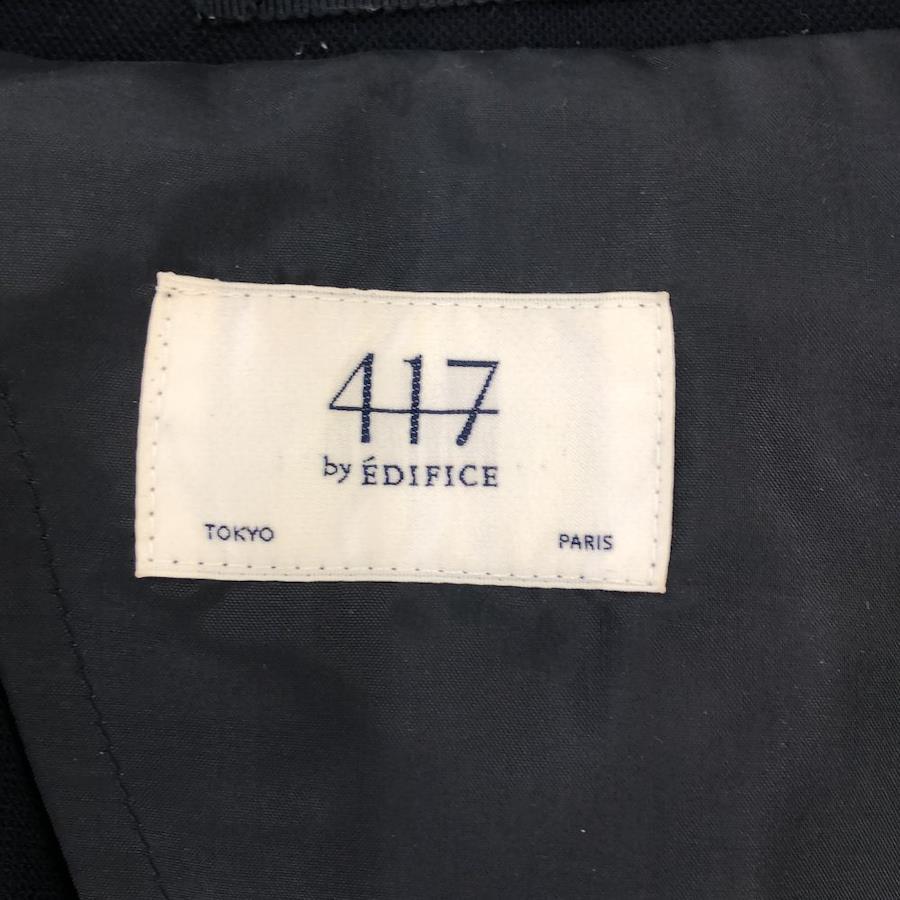 417
by ÉDIFICE
TOKYO PARIS